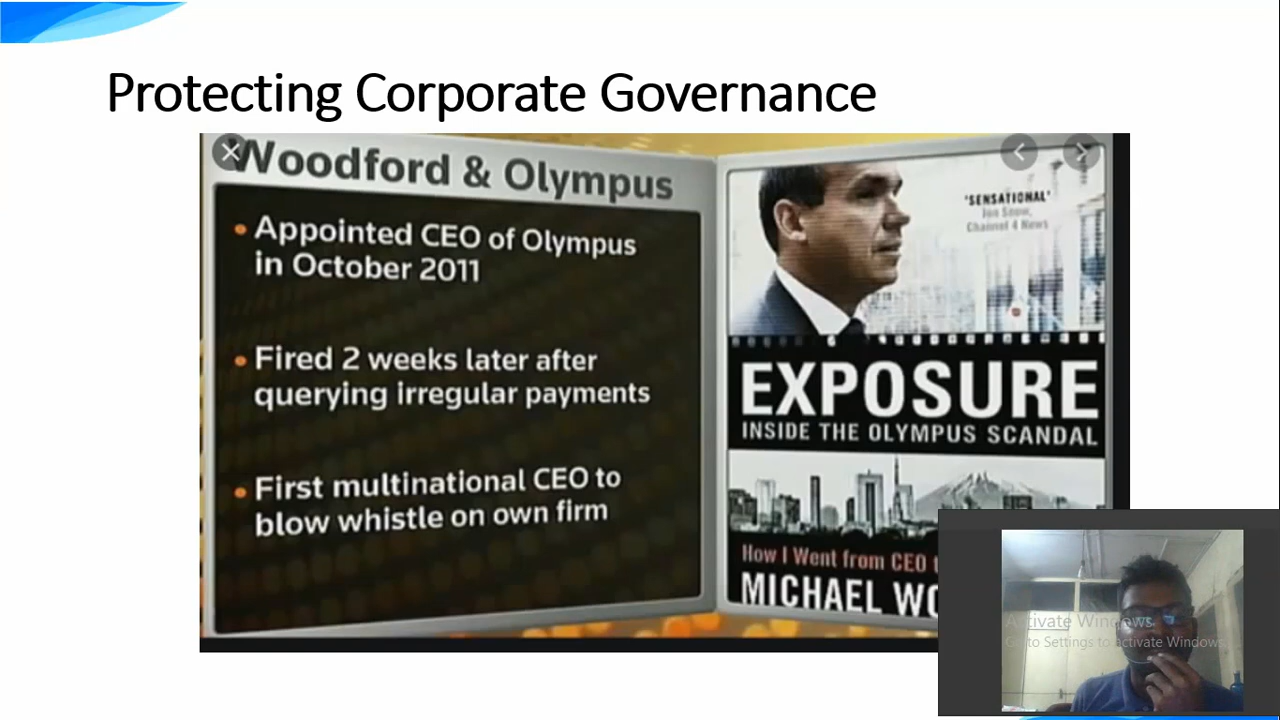 Protecting Corporate Governance
Woodford & Olympus
• Appointed CEO of Olympus
in October 2011
• Fired 2 weeks later after
querying irregular payments
• First multinational CEO to
blow whistle on own firm
'SENSATIONAL'
Jon Snow,
Channel 4 News
EXPOSURE
INSIDE THE OLYMPUS SCANDAL
How I Went from CEO t
MICHAEL WO
Activate Windows
Go to Settings to activate Windows.